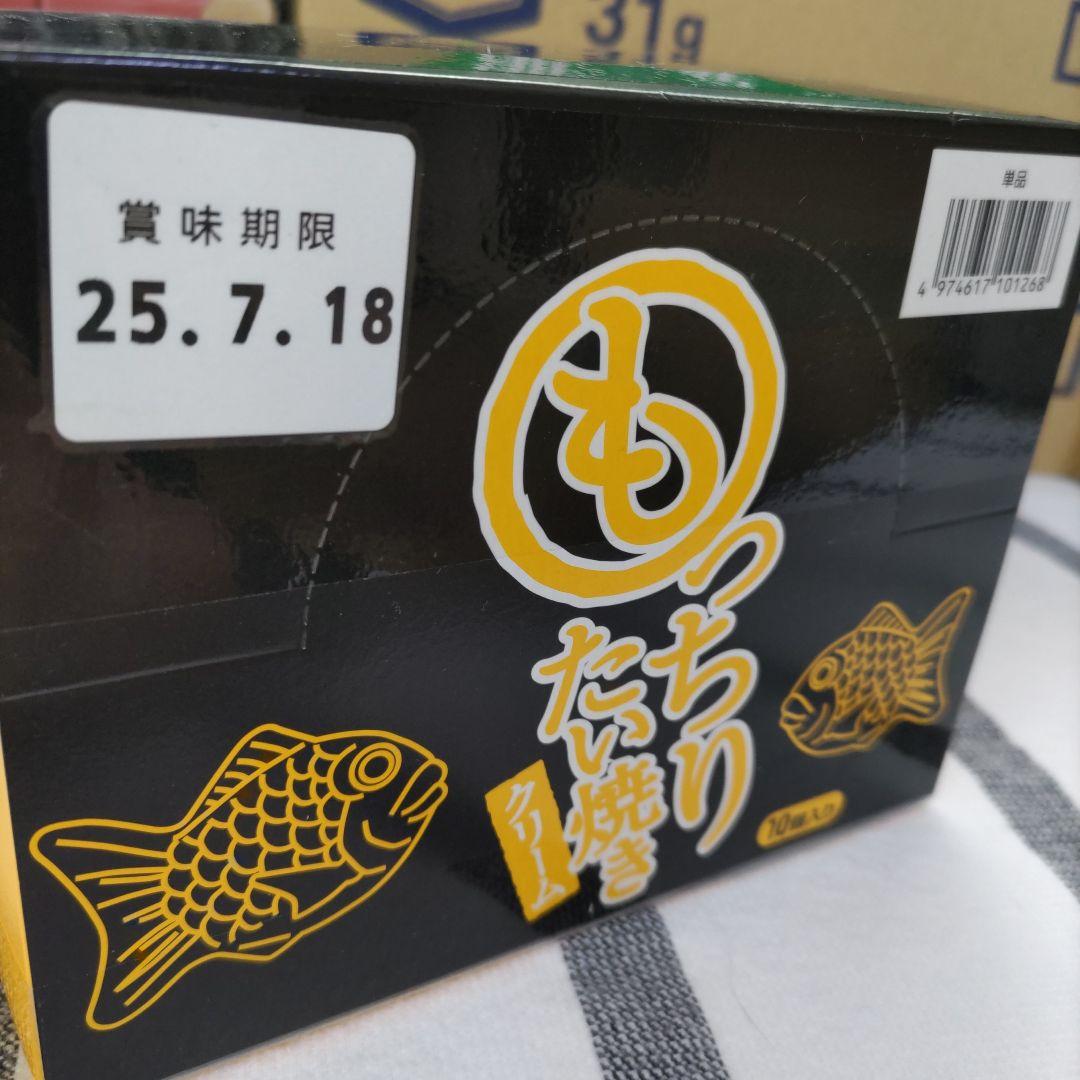 31g
賞味期限
25.7.18
単品
4 974617 101268
もっちり
たい焼き
クリーム
10個入り